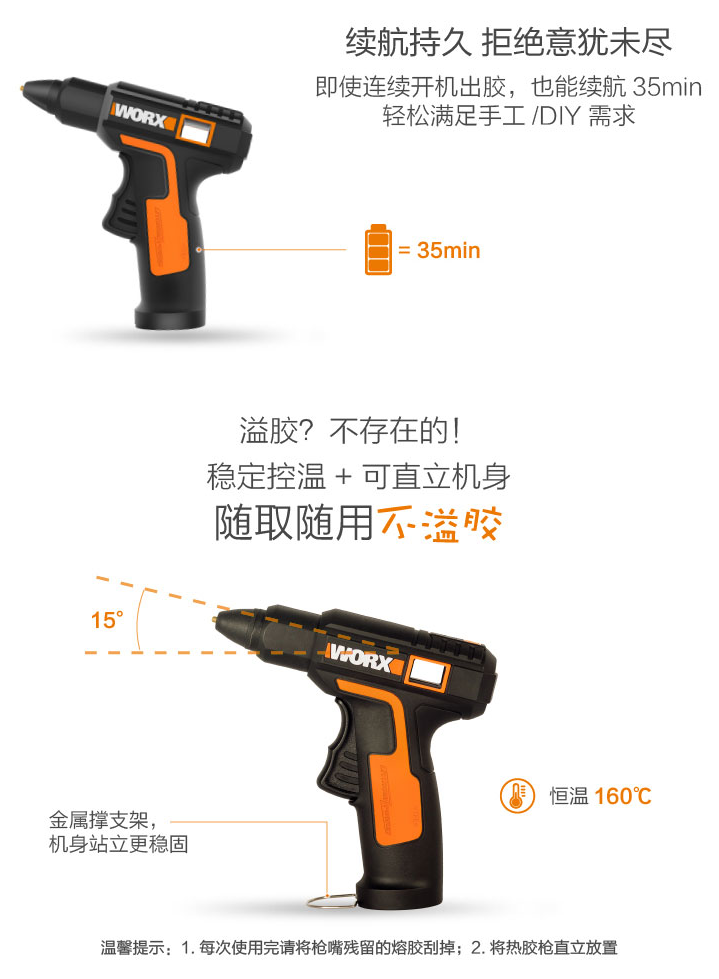 续航持久 拒绝意犹未尽
即使连续开机出胶，也能续航 35min
轻松满足手工 /DIY 需求
WORX
= 35min
溢胶？不存在的！
稳定控温 + 可直立机身
随取随用不溢胶
15°
WORX
恒温 160℃
金属撑支架，
机身站立更稳固
温馨提示：1. 每次使用完请将枪嘴残留的熔胶刮掉；2. 将热胶枪直立放置